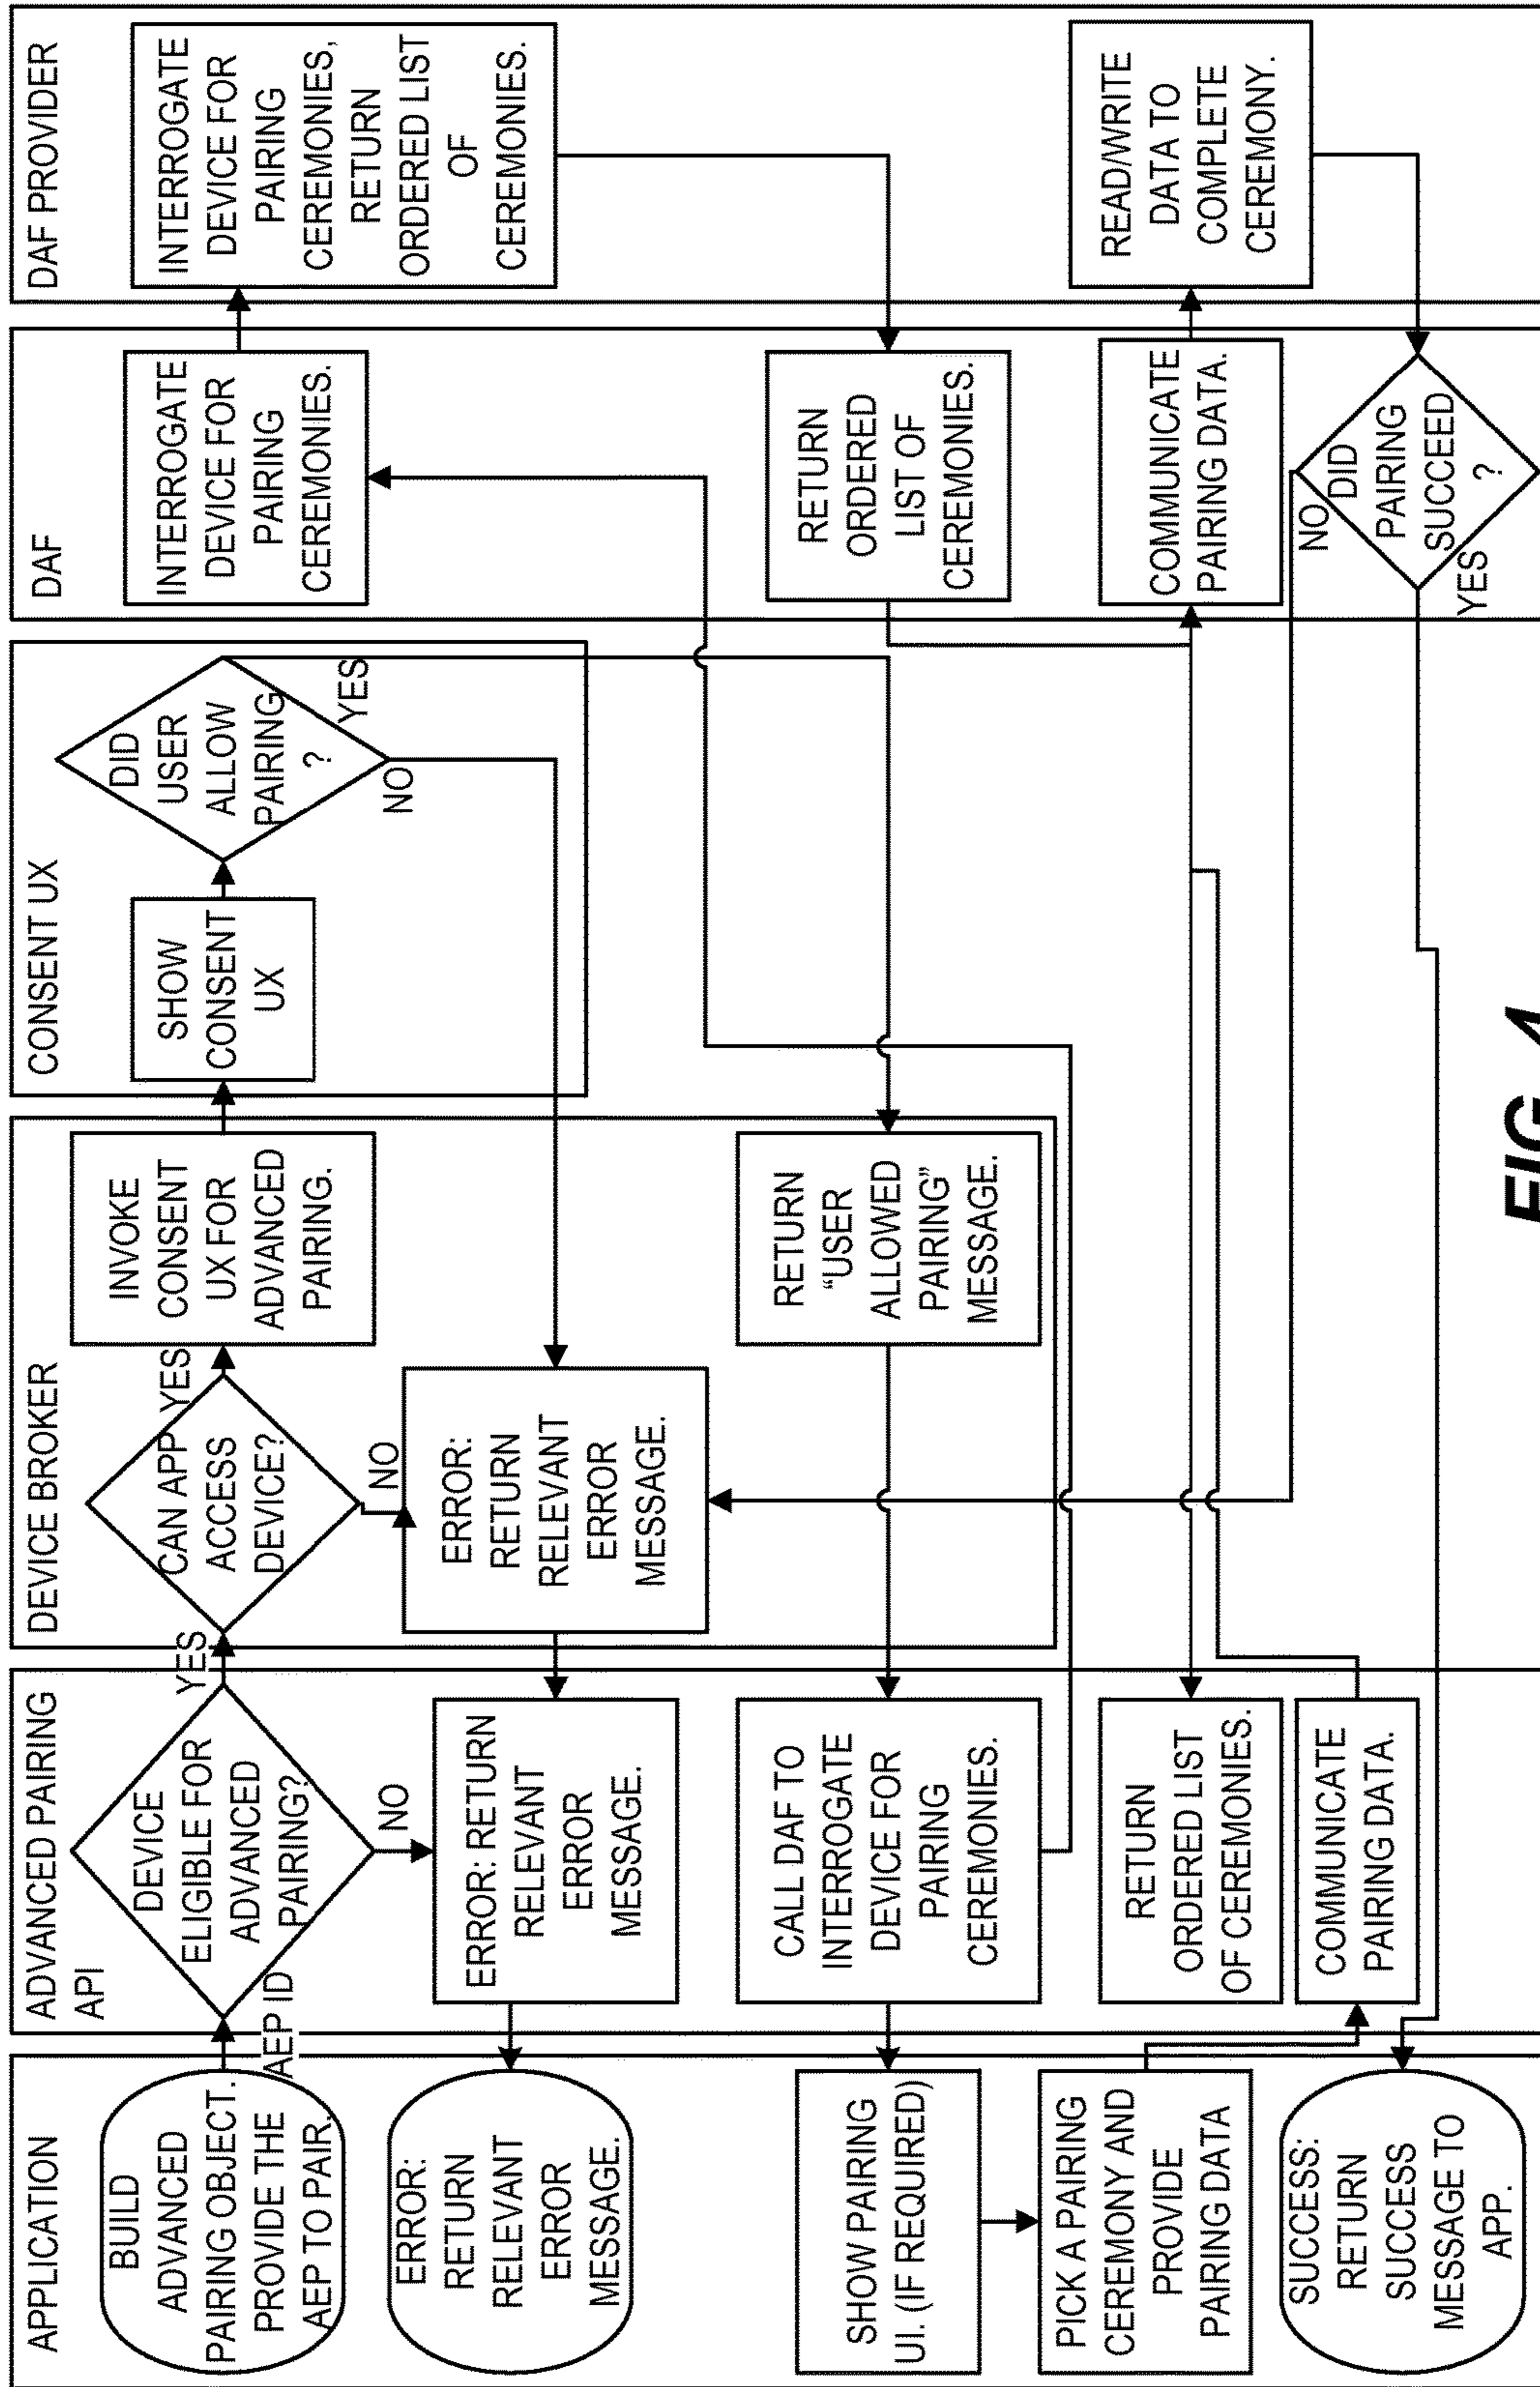 APPLICATION
BUILD
ADVANCED
PAIRING OBJECT.
PROVIDE THE
AEP TO PAIR.
AEP ID
ERROR:
RETURN
RELEVANT
ERROR
MESSAGE.
SHOW PAIRING
UI. (IF REQUIRED)
PICK A PAIRING
CEREMONY AND
PROVIDE
PAIRING DATA
SUCCESS:
RETURN
SUCCESS
MESSAGE TO
APP.
ADVANCED PAIRING
API
DEVICE
ELIGIBLE FOR
ADVANCED
PAIRING?
YES
NO
ERROR: RETURN
RELEVANT
ERROR
MESSAGE.
CALL DAF TO
INTERROGATE
DEVICE FOR
PAIRING
CEREMONIES.
RETURN
ORDERED LIST
OF CEREMONIES.
COMMUNICATE
PAIRING DATA.
DEVICE BROKER
CAN APP
ACCESS
DEVICE?
YES
NO
INVOKE
CONSENT
UX FOR
ADVANCED
PAIRING.
ERROR:
RETURN
RELEVANT
ERROR
MESSAGE.
RETURN
“USER
ALLOWED
PAIRING”
MESSAGE.
CONSENT UX
SHOW
CONSENT
UX
DID
USER
ALLOW
PAIRING
?
YES
NO
DAF
INTERROGATE
DEVICE FOR
PAIRING
CEREMONIES.
RETURN
ORDERED
LIST OF
CEREMONIES.
COMMUNICATE
PAIRING DATA.
NO
DID
PAIRING
SUCCEED
?
YES
DAF PROVIDER
INTERROGATE
DEVICE FOR
PAIRING
CEREMONIES,
RETURN
ORDERED LIST
OF
CEREMONIES.
READ/WRITE
DATA TO
COMPLETE
CEREMONY.
FIG. 4